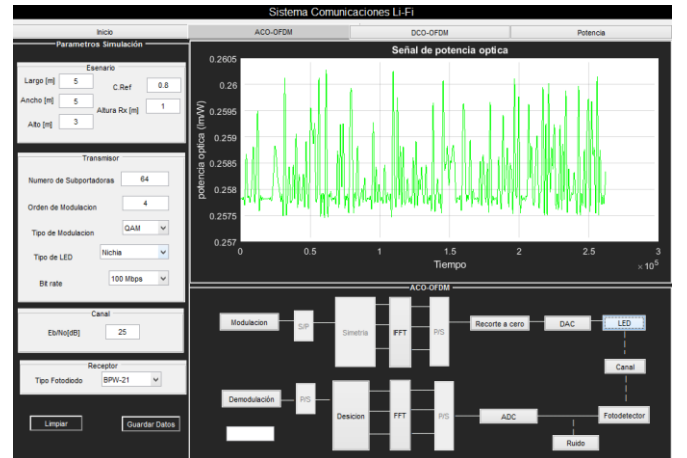 Sistema Comunicaciones Li-Fi
Inicio
ACO-OFDM
DCO-OFDM
Potencia
Parametros Simulación
Esenario
Largo [m]
5
C.Ref
0.8
Ancho [m]
5
Altura Rx [m]
1
Alto [m]
3
Transmisor
Numero de Subportadoras
64
Orden de Modulacion
4
Tipo de Modulacion
QAM
Tipo de LED
Nichia
Bit rate
100 Mbps
Canal
Eb/No[dB]
25
Receptor
Tipo Fotodiodo
BPW-21
Limpiar
Guardar Datos
Señal de potencia optica
potencia optica (lm/W)
0.2605
0.26
0.2595
0.259
0.2585
0.258
0.2575
0.257
0
0.5
1
1.5
2
2.5
3
Tiempo
×10^5
ACO-OFDM
Modulacion
S/P
Simetria
IFFT
P/S
Recorte a cero
DAC
LED
Canal
Demodulación
P/S
Desicion
FFT
P/S
ADC
Fotodetector
Ruido